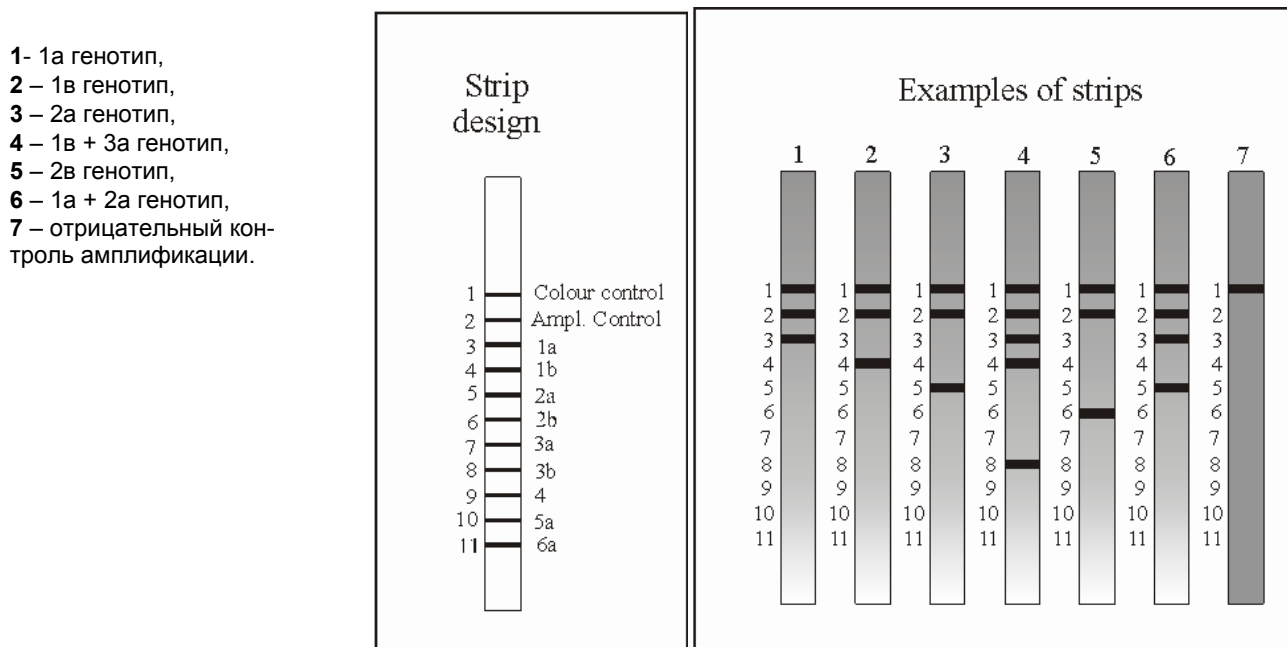 1- 1а генотип,
2 – 1в генотип,
3 – 2а генотип,
4 – 1в + 3а генотип,
5 – 2в генотип,
6 – 1а + 2а генотип,
7 – отрицательный кон-
троль амплификации.
Strip
design
1 Colour control
2 Ampl. Control
3 1a
4 1b
5 2a
6 2b
7 3a
8 3b
9 4
10 5a
11 6a
Examples of strips
1 2 3 4 5 6 7
1 1 1 1 1 1 1
2 2 2 2 2 2 2
3 3 3 3 3 3 3
4 4 4 4 4 4 4
5 5 5 5 5 5 5
6 6 6 6 6 6 6
7 7 7 7 7 7 7
8 8 8 8 8 8 8
9 9 9 9 9 9 9
10 10 10 10 10 10 10
11 11 11 11 11 11 11